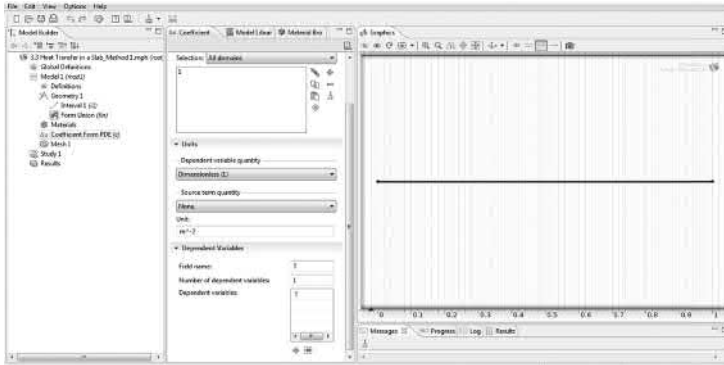 File Edit View Options Help
Model Builder
3.3 Heat Transfer in a Slab_Method 1.mph (root)
Global Definitions
Model 1 (mod1)
Definitions
Geometry 1
Interval 1 (i1)
Form Union (fin)
Materials
Coefficient Form PDE (c)
Mesh 1
Study 1
Results
Coefficient
Model Libra
Material Bro
Selection: All domains
1
Units
Dependent variable quantity
Dimensionless (1)
Source term quantity
None
Unit:
m^-2
Dependent Variables
Field name: T
Number of dependent variables: 1
Dependent variables: T
Graphics
0 0.1 0.2 0.3 0.4 0.5 0.6 0.7 0.8 0.9 1
Messages Progress Log Results